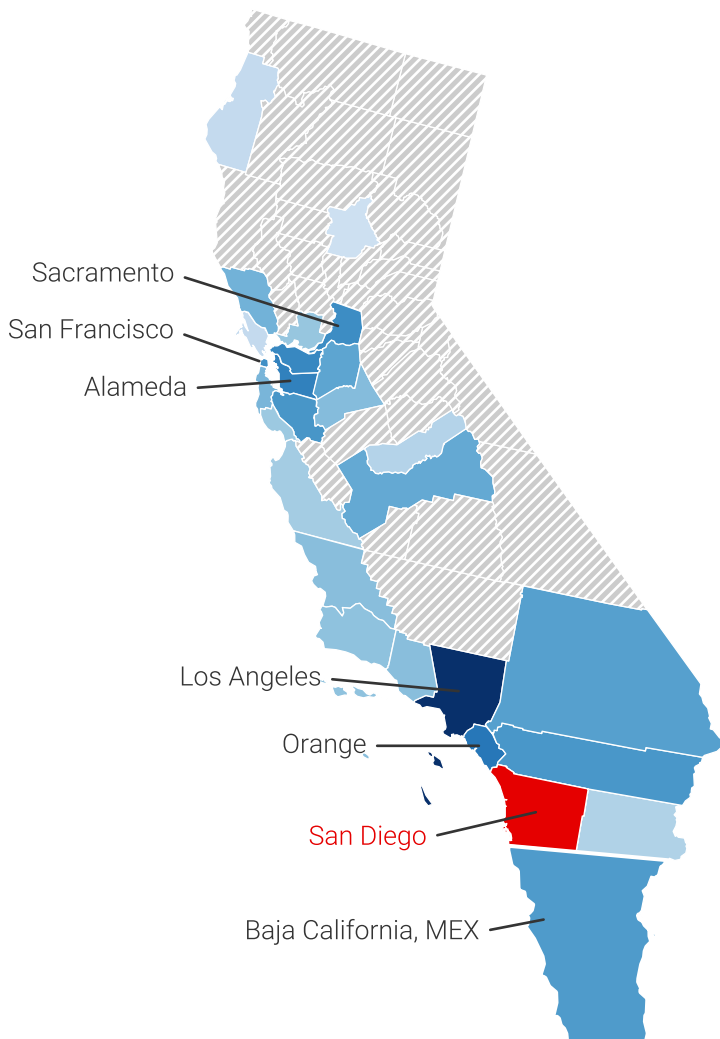 Sacramento
San Francisco
Alameda
Los Angeles
Orange
San Diego
Baja California, MEX